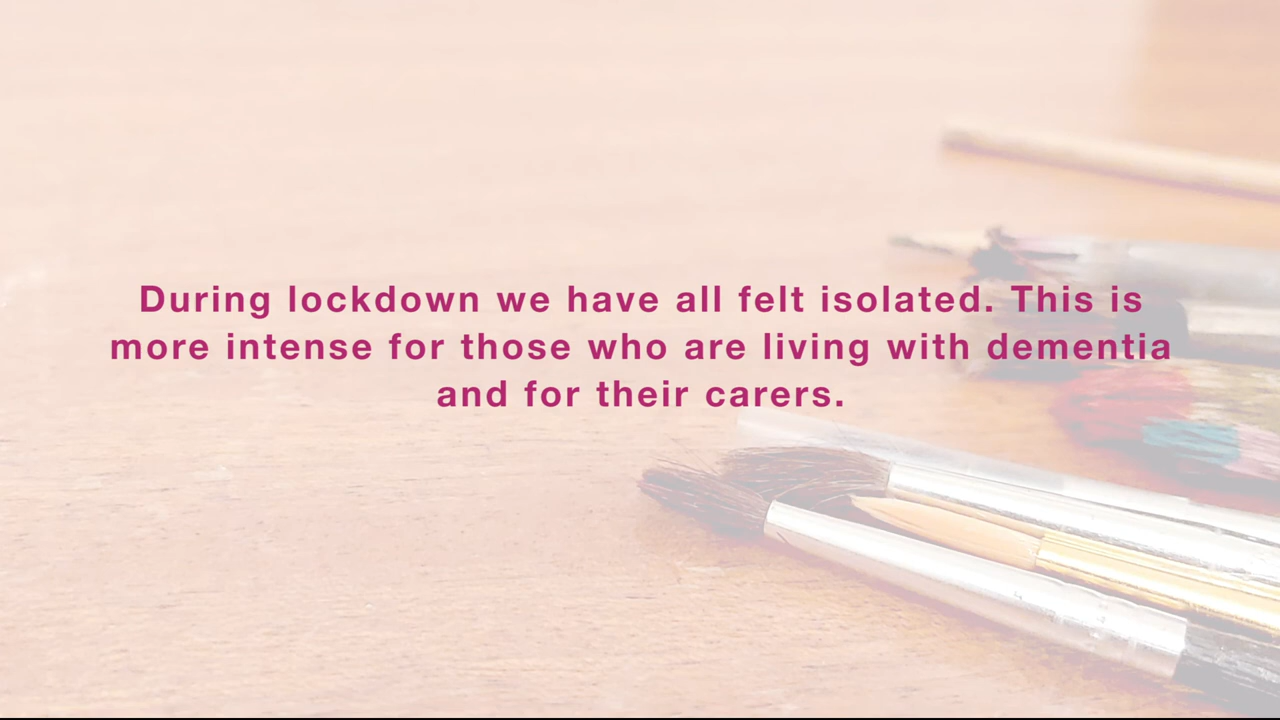 During lockdown we have all felt isolated. This is
more intense for those who are living with dementia
and for their carers.